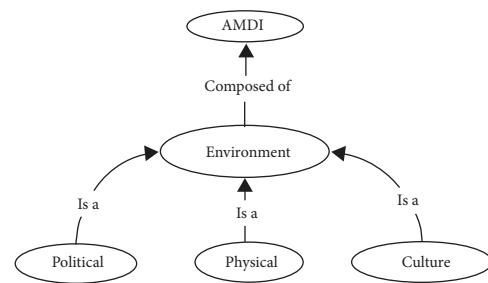 AMDI
Composed of
Environment
Is a
Is a
Is a
Political
Physical
Culture